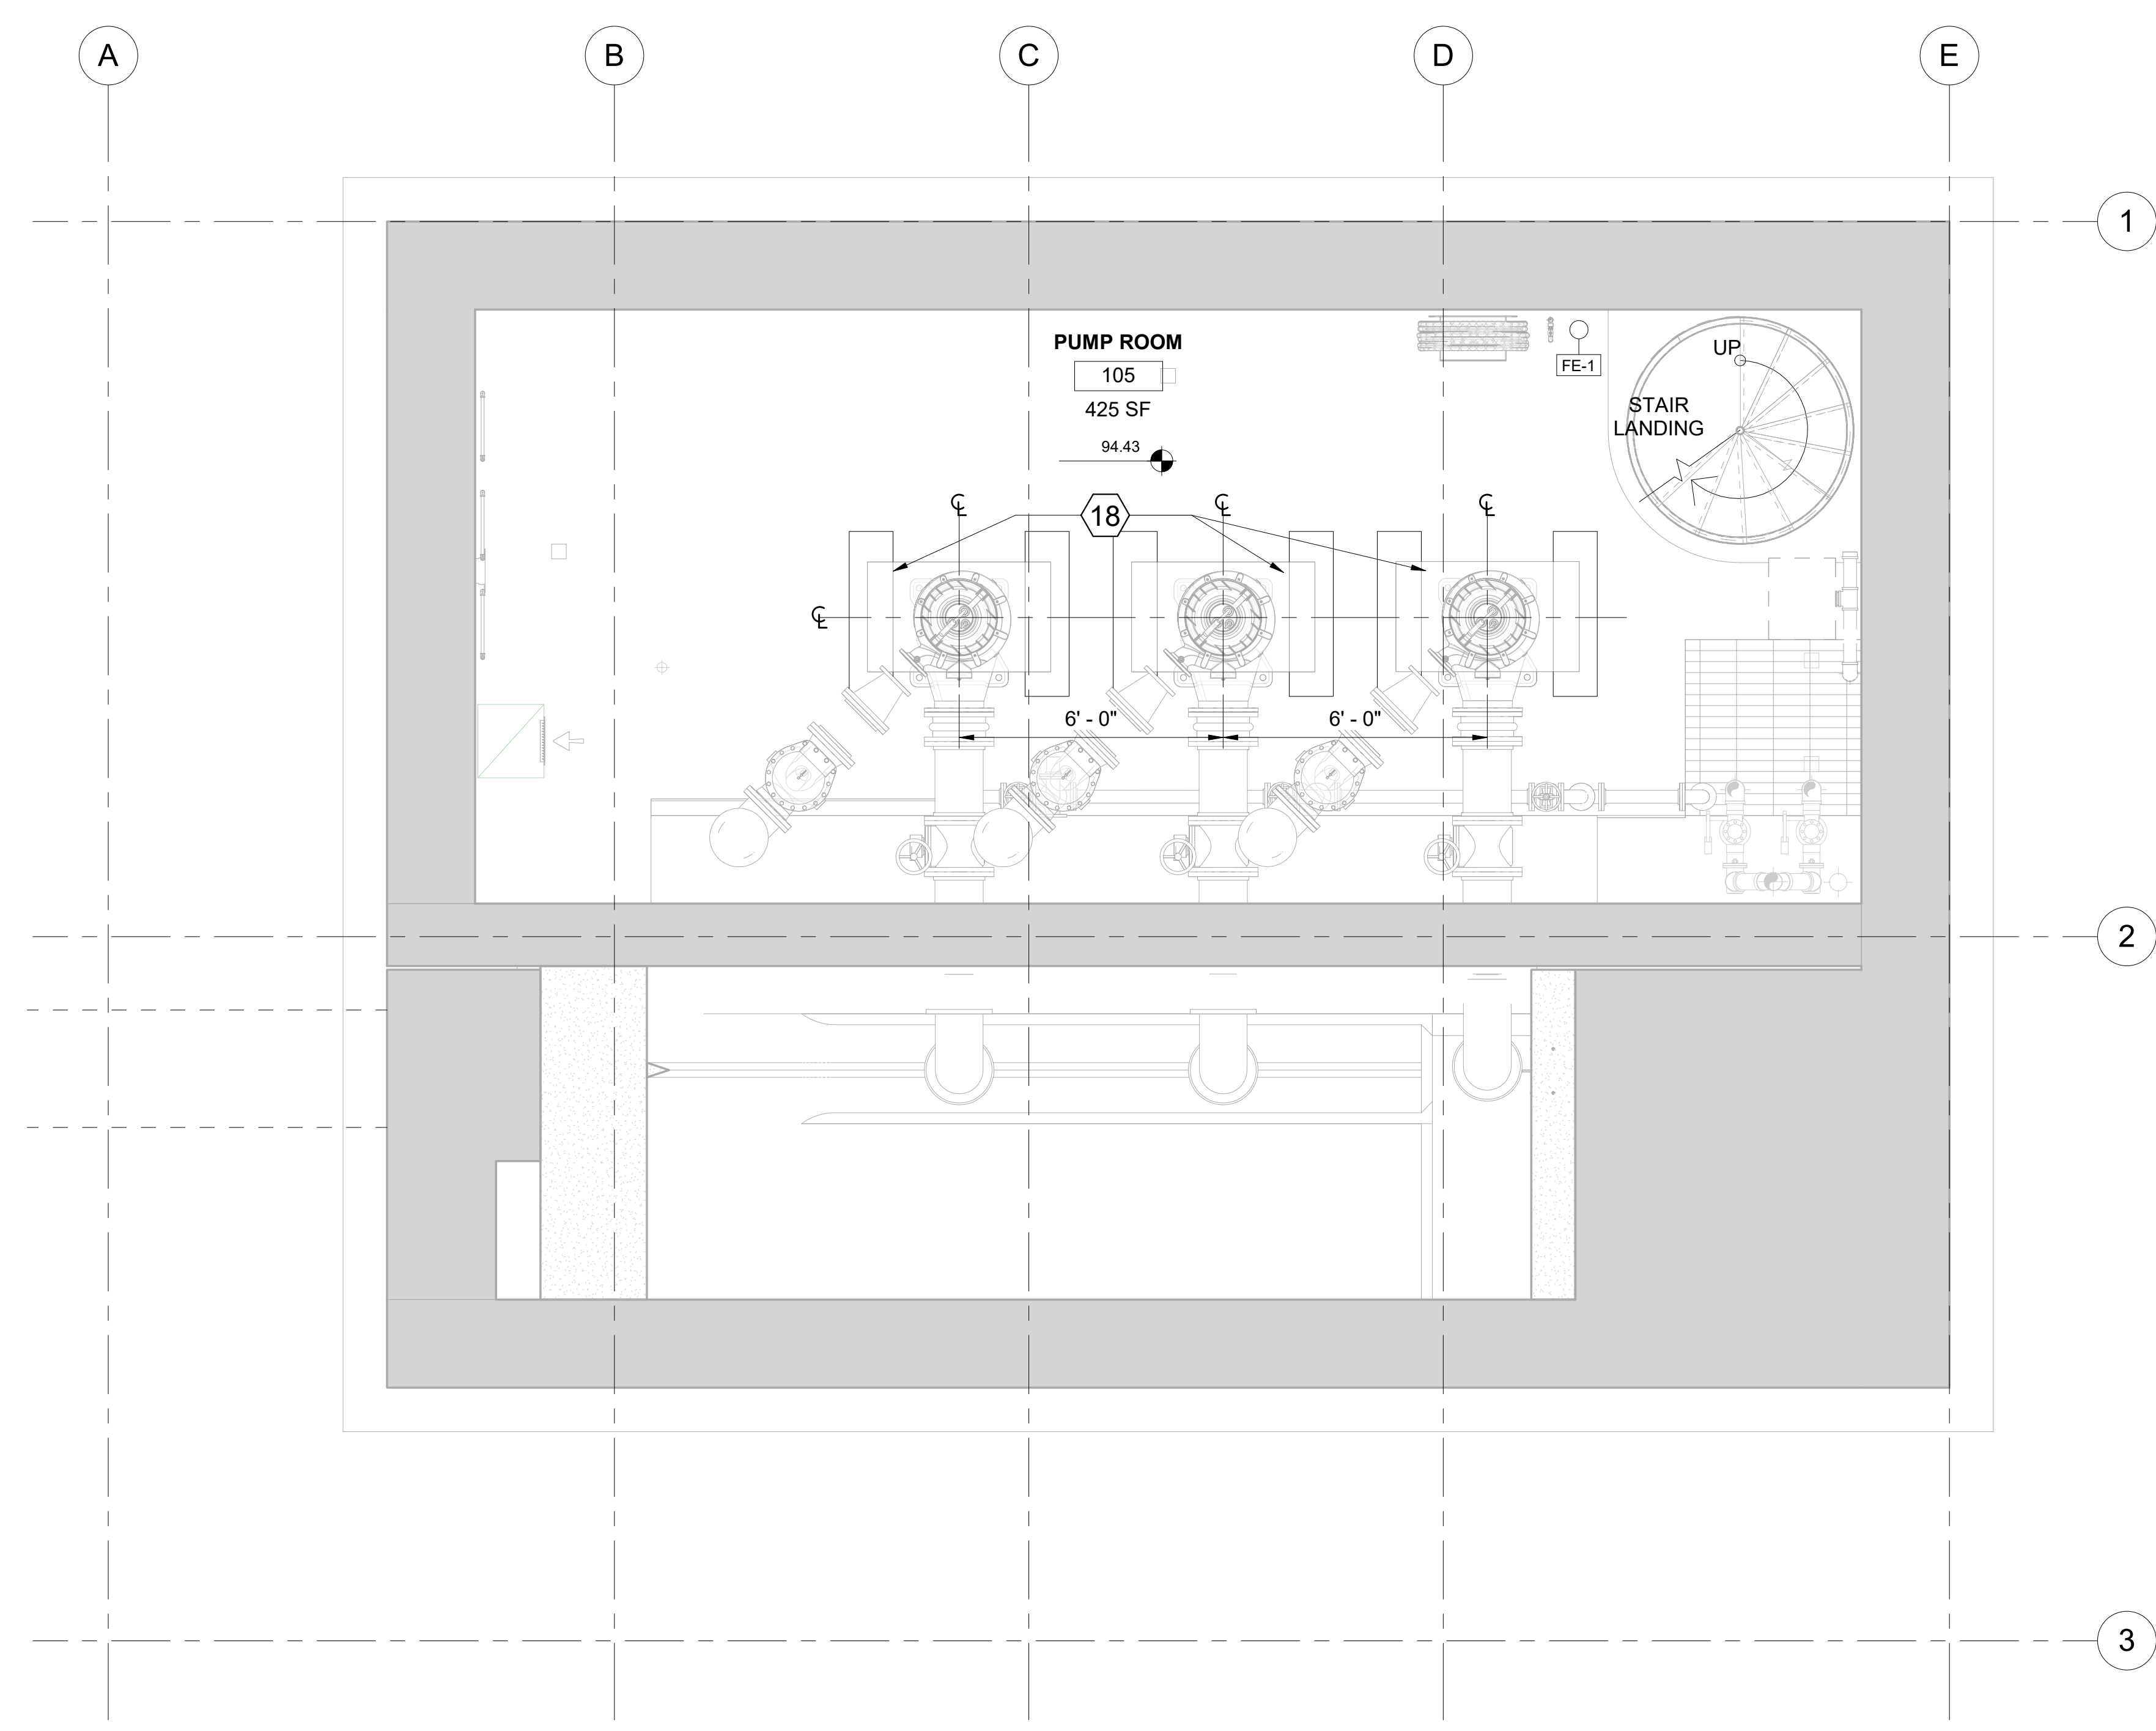 A
B
C
D
E
1
PUMP ROOM
105
425 SF
94.43
FE-1
UP
STAIR
LANDING
℄
18
℄
℄
℄
6' - 0"
6' - 0"
2
3